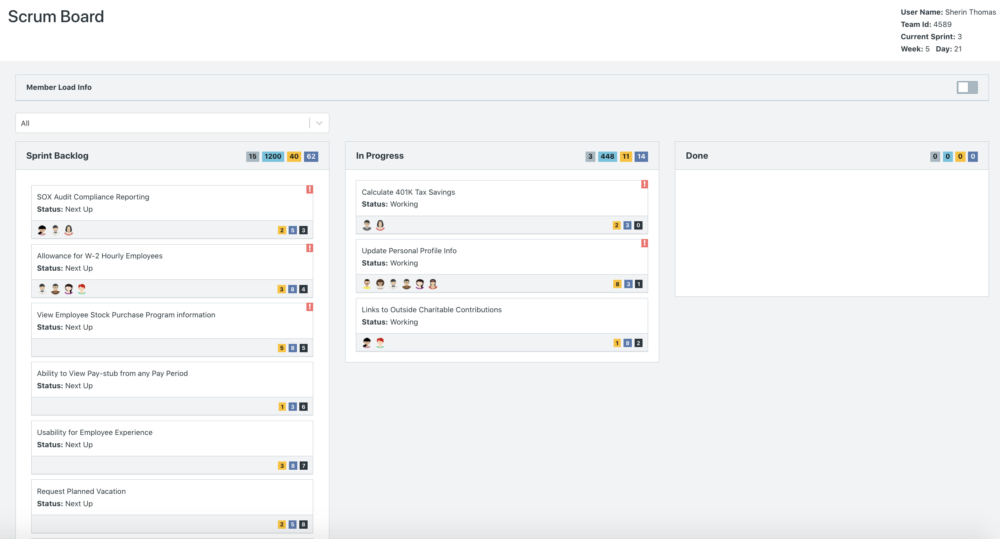 Scrum Board
User Name: Sherin Thomas
Team Id: 4589
Current Sprint: 3
Week: 5 Day: 21
Member Load Info
All
Sprint Backlog 15 1200 40 62
SOX Audit Compliance Reporting
Status: Next Up
2 5 3
Allowance for W-2 Hourly Employees
Status: Next Up
3 8 4
View Employee Stock Purchase Program information
Status: Next Up
5 8 5
Ability to View Pay-stub from any Pay Period
Status: Next Up
1 3 6
Usability for Employee Experience
Status: Next Up
3 8 7
Request Planned Vacation
Status: Next Up
2 5 8
In Progress 3 448 11 14
Calculate 401K Tax Savings
Status: Working
2 3 0
Update Personal Profile Info
Status: Working
8 3 1
Links to Outside Charitable Contributions
Status: Working
1 8 2
Done 0 0 0 0